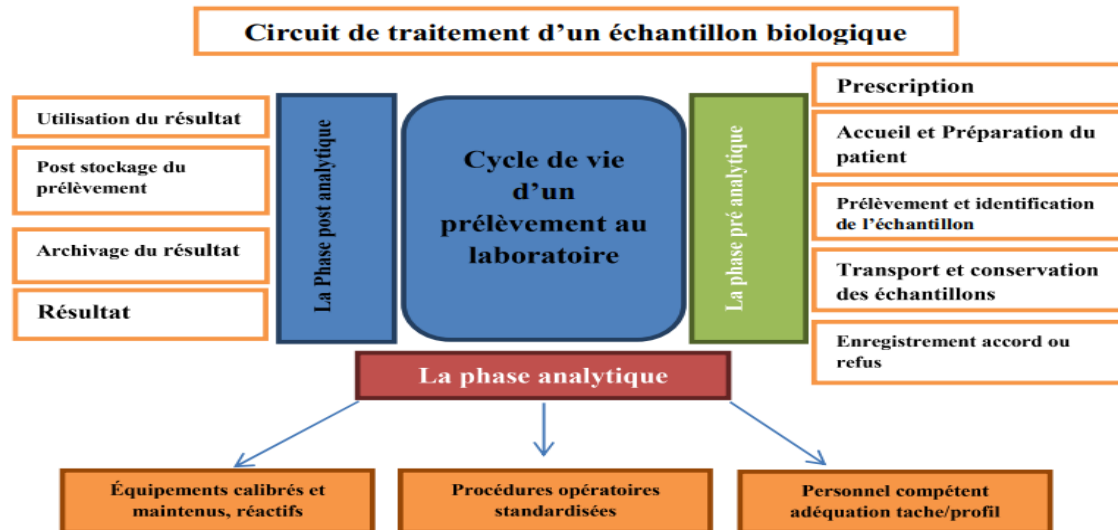 Circuit de traitement d'un échantillon biologique
Utilisation du résultat
Post stockage du
prélèvement
Archivage du résultat
Résultat
La Phase post analytique
Cycle de vie
d'un
prélèvement au
laboratoire
La phase pré analytique
Prescription
Accueil et Préparation du
patient
Prélèvement et identification
de l'échantillon
Transport et conservation
des échantillons
Enregistrement accord ou
refus
La phase analytique
Équipements calibrés et
maintenus, réactifs
Procédures opératoires
standardisées
Personnel compétent
adéquation tache/profil